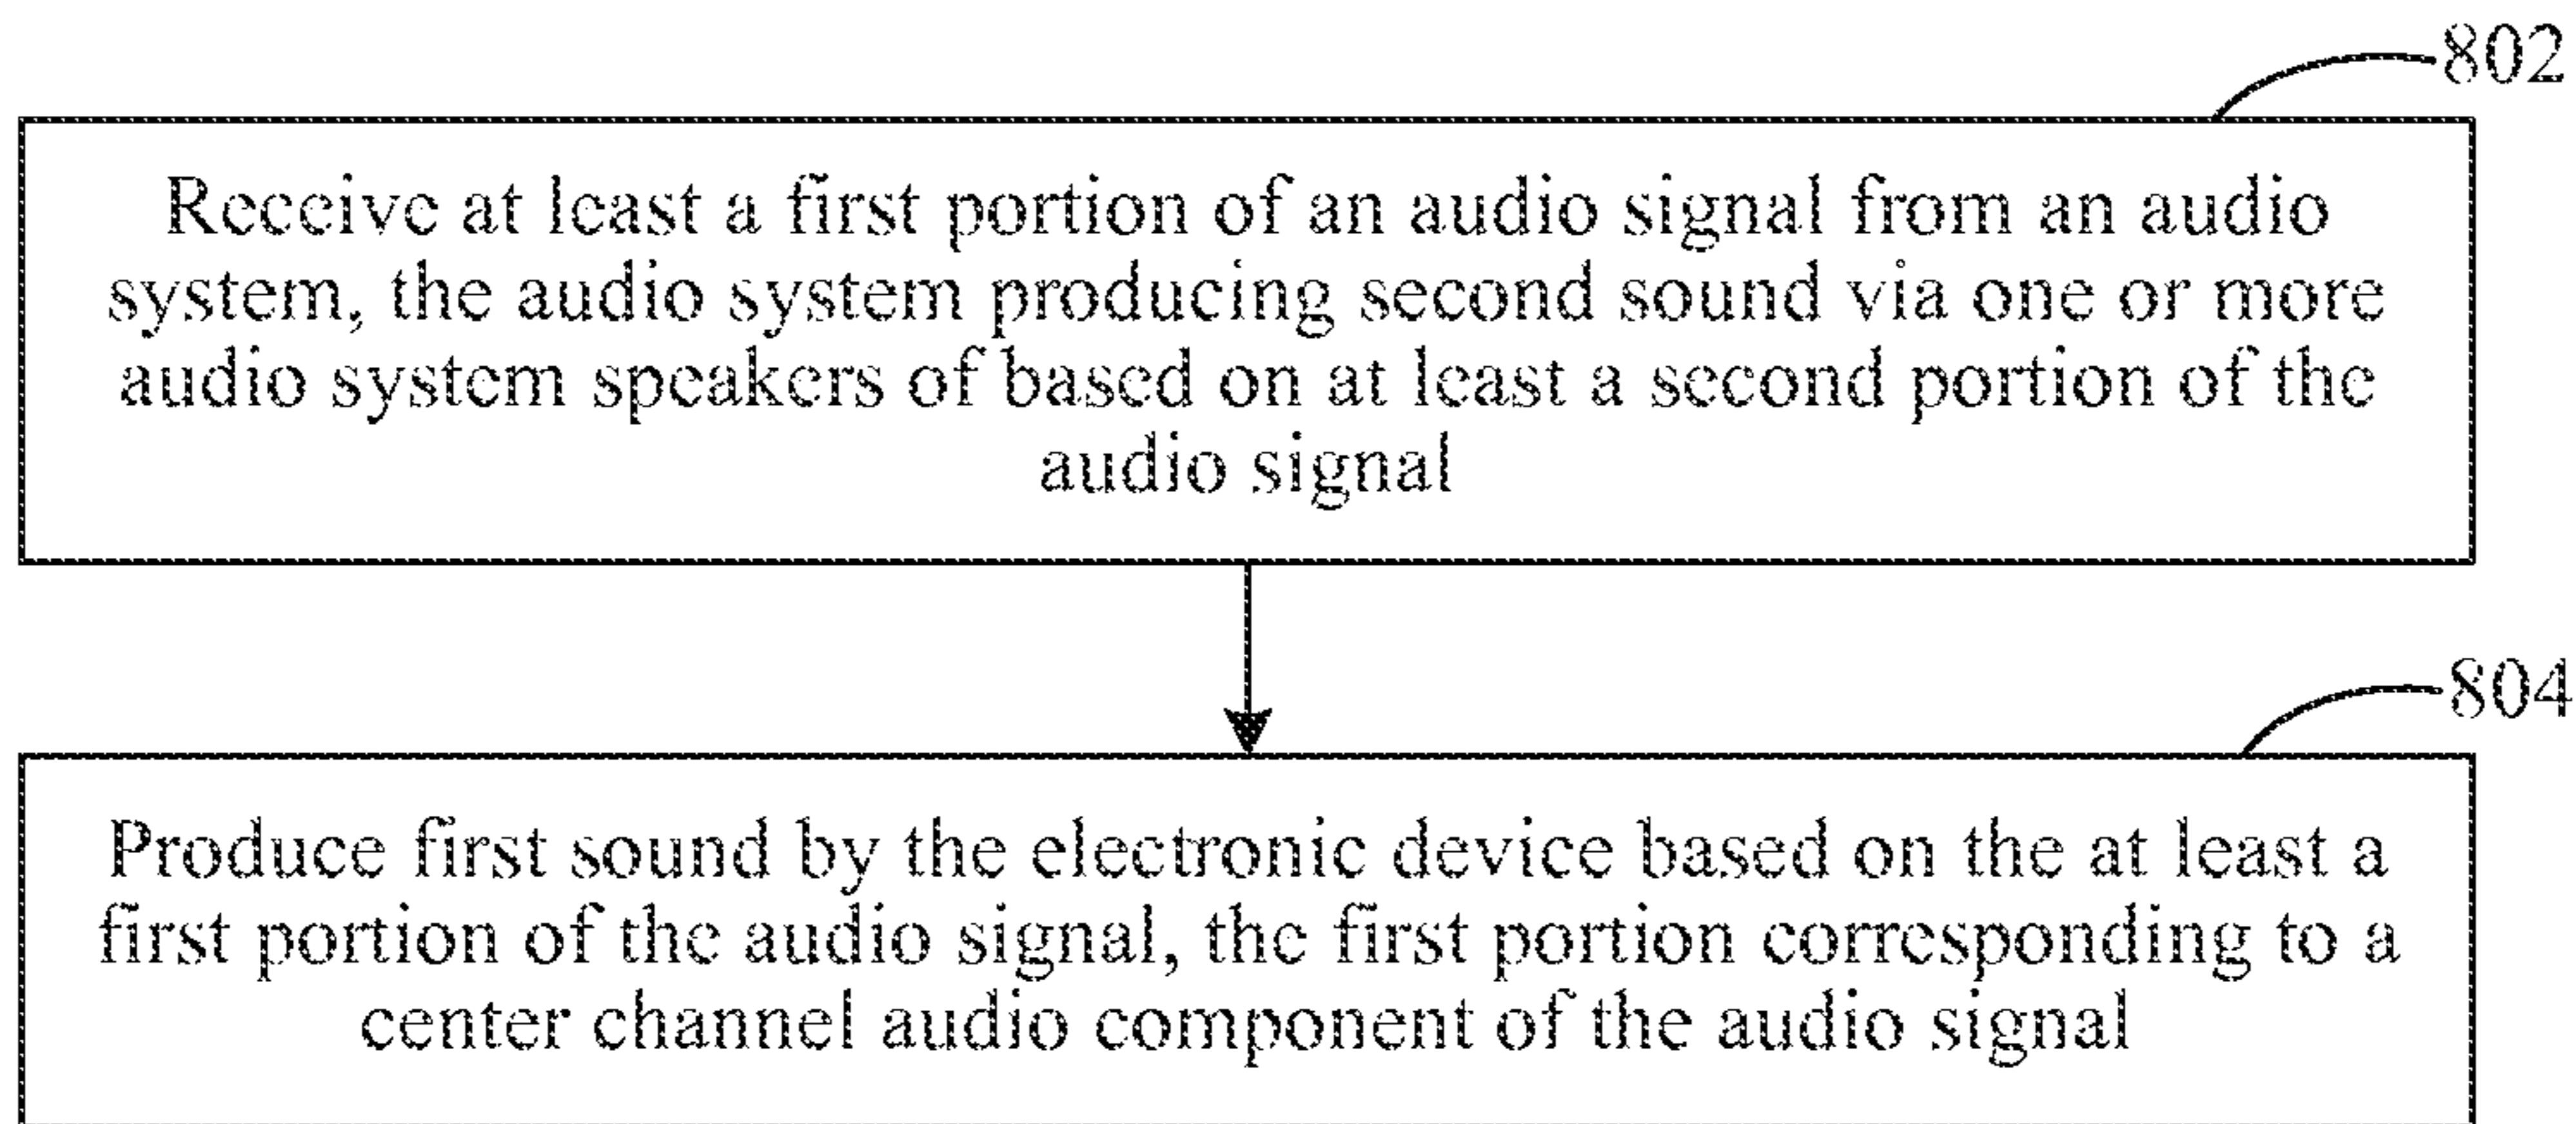 802
Receive at least a first portion of an audio signal from an audio
system, the audio system producing second sound via one or more
audio system speakers of based on at least a second portion of the
audio signal
804
Produce first sound by the electronic device based on the at least a
first portion of the audio signal, the first portion corresponding to a
center channel audio component of the audio signal